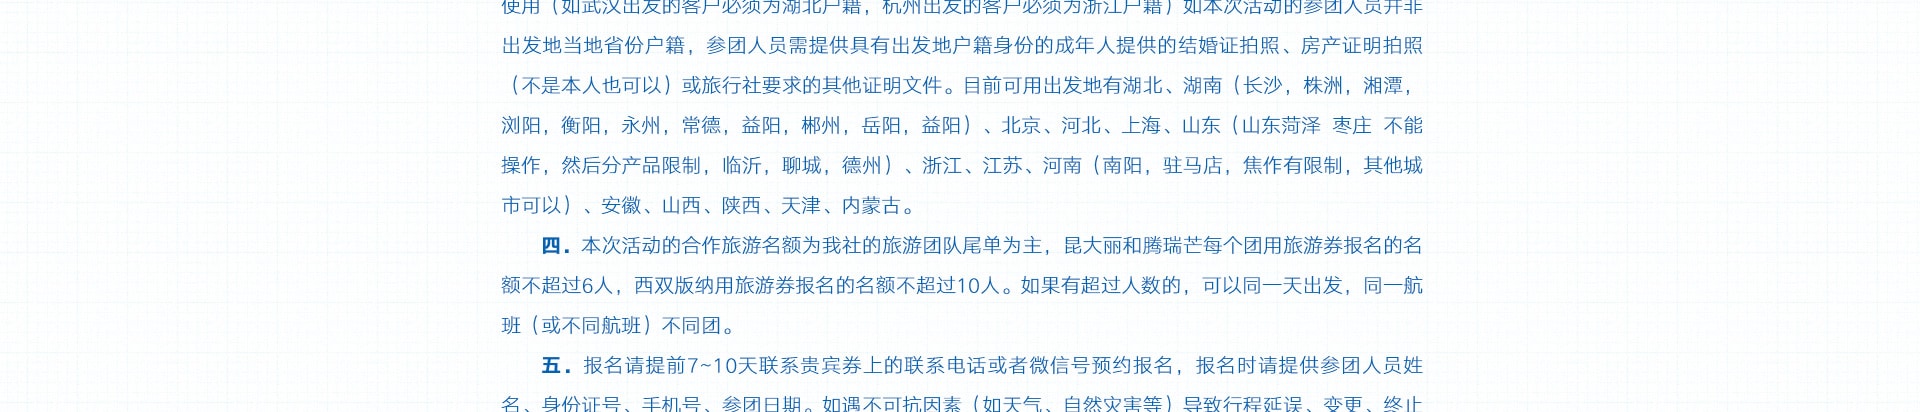 使用（如武汉出发的客户必须为湖北户籍，杭州出发的客户必须为浙江户籍）如本次活动的参团人员并非
出发地当地省份户籍，参团人员需提供具有出发地户籍身份的成年人提供的结婚证拍照、房产证明拍照
（不是本人也可以）或旅行社要求的其他证明文件。目前可用出发地有湖北、湖南（长沙，株洲，湘潭，
浏阳，衡阳，永州，常德，益阳，郴州，岳阳，益阳）、北京、河北、上海、山东（山东菏泽 枣庄 不能
操作，然后分产品限制，临沂，聊城，德州）、浙江、江苏、河南（南阳，驻马店，焦作有限制，其他城
市可以）、安徽、山西、陕西、天津、内蒙古。
四．本次活动的合作旅游名额为我社的旅游团队尾单为主，昆大丽和腾瑞芒每个团用旅游券报名的名
额不超过6人，西双版纳用旅游券报名的名额不超过10人。如果有超过人数的，可以同一天出发，同一航
班（或不同航班）不同团。
五．报名请提前7~10天联系贵宾券上的联系电话或者微信号预约报名，报名时请提供参团人员姓
名、身份证号、手机号、参团日期。如遇不可抗因素（如天气、自然灾害等）导致行程延误、变更、终止